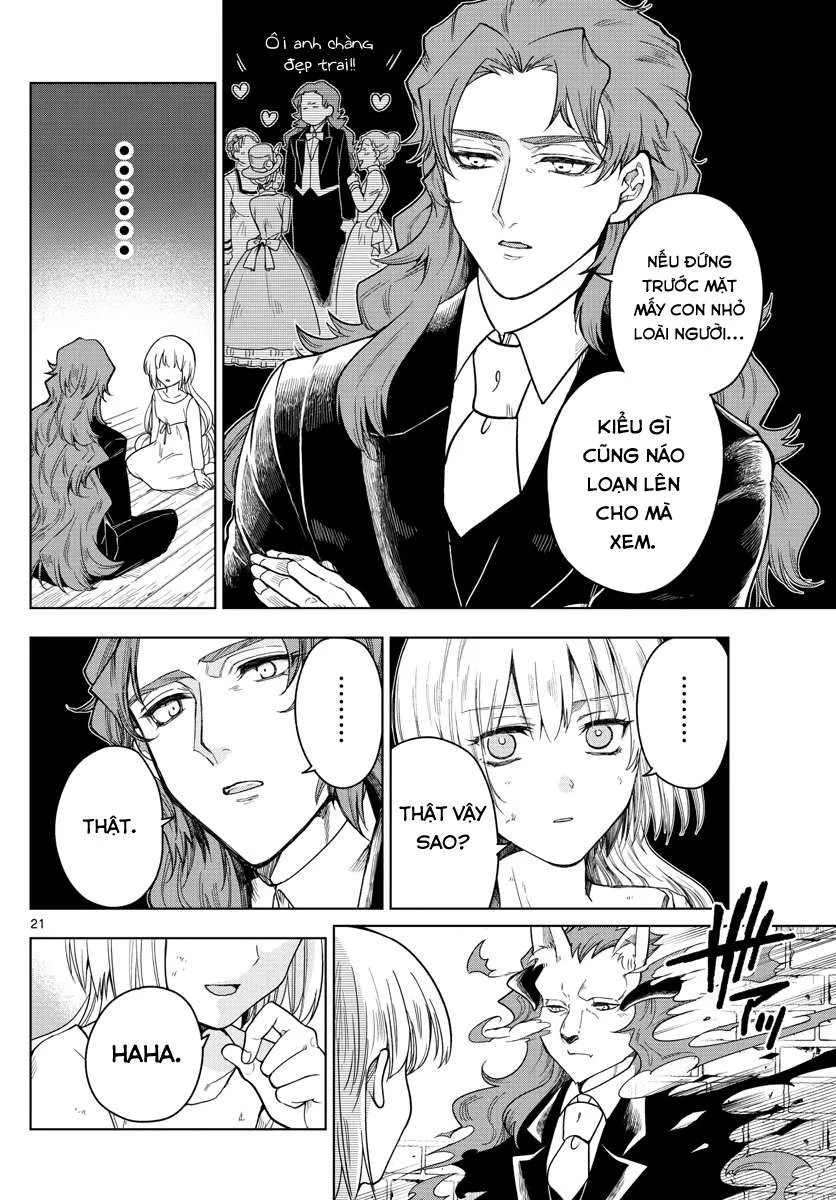 Ôi anh chàng
đẹp trai!!
NẾU ĐỨNG
TRƯỚC MẶT
MẤY CON NHỎ
LOÀI NGƯỜI...
KIỂU GÌ
CŨNG NÁO
LOẠN LÊN
CHO MÀ
XEM.
......
......
THẬT VẬY
SAO?
......
THẬT.
21
HAHA.